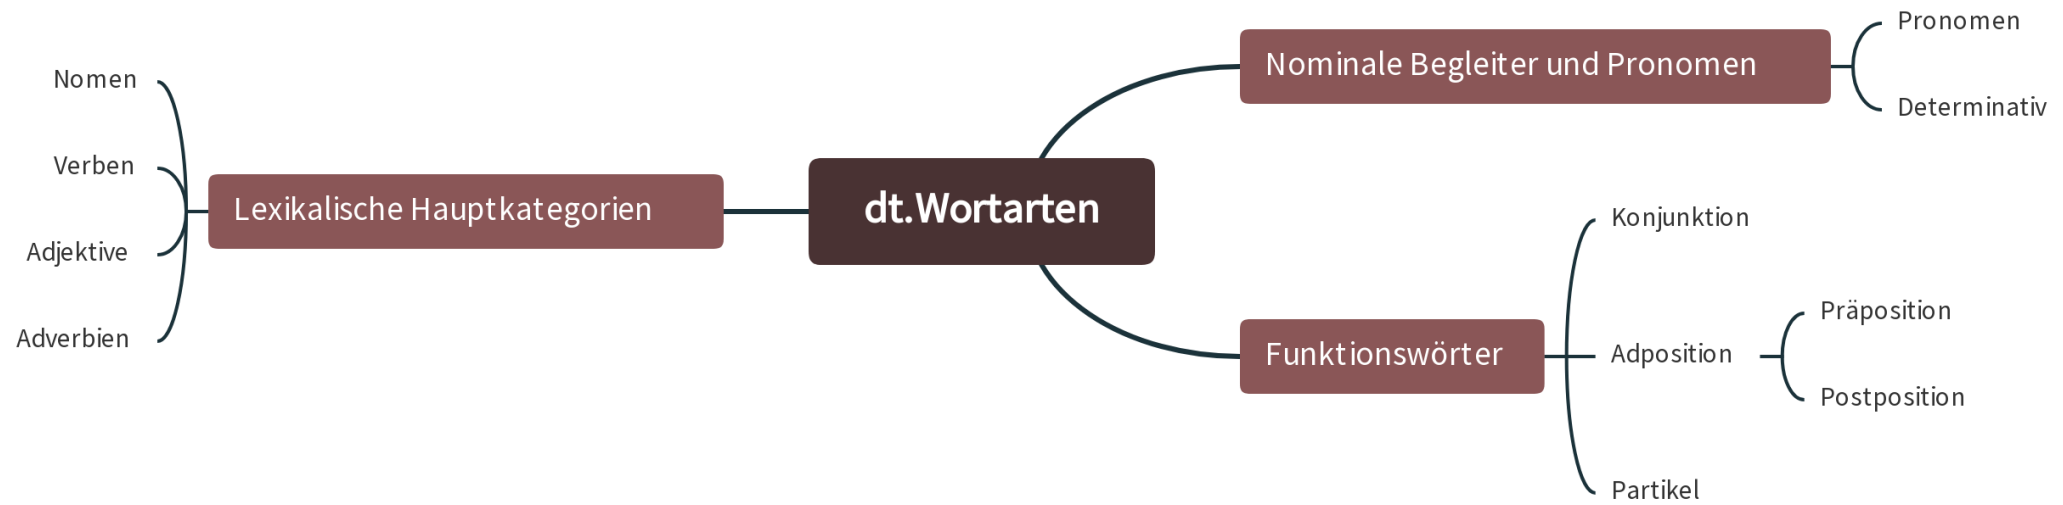 dt.Wortarten
Nominale Begleiter und Pronomen
Pronomen
Determinativ
Funktionswörter
Konjunktion
Adposition
Präposition
Postposition
Partikel
Lexikalische Hauptkategorien
Nomen
Verben
Adjektive
Adverbien